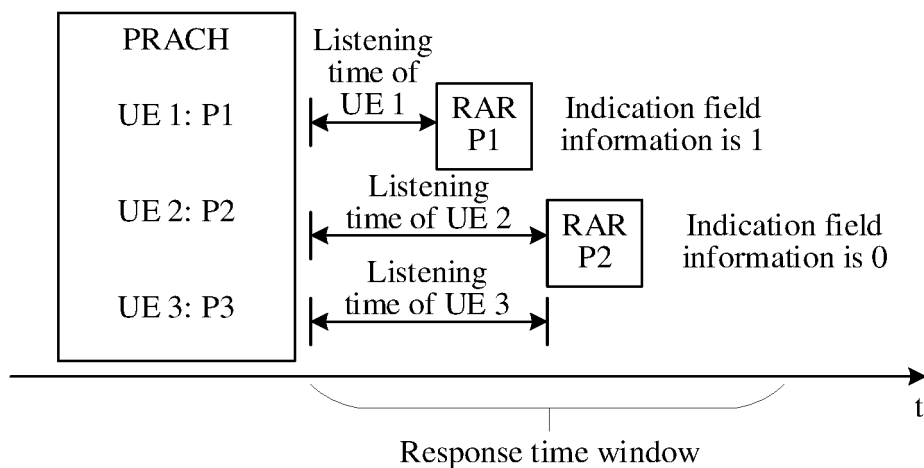 PRACH
UE 1: P1
UE 2: P2
UE 3: P3
Listening
time of
UE 1
RAR
P1
Indication field
information is 1
Listening
time of UE 2
RAR
P2
Indication field
information is 0
Listening
time of UE 3
t
Response time window